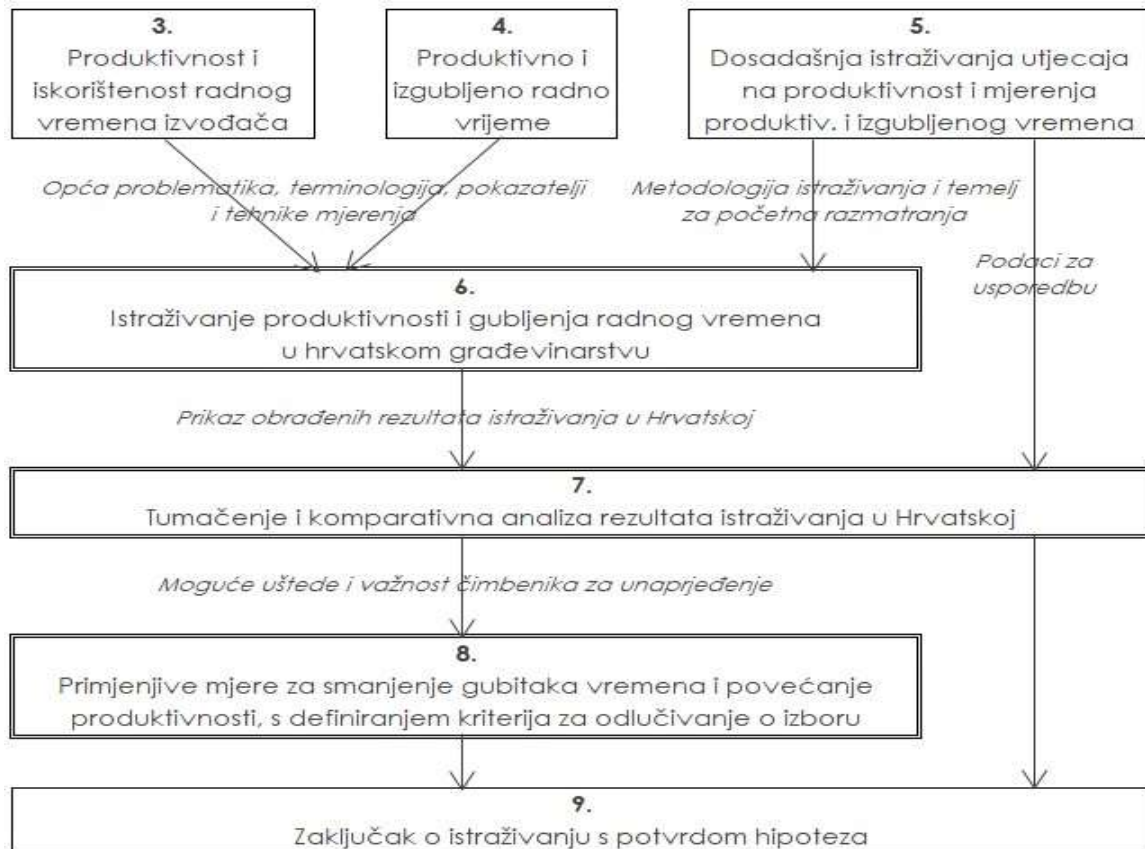 3.
Produktivnost i
iskorištenost radnog
vremena izvođača
4.
Produktivno i
izgubljeno radno
vrijeme
5.
Dosadašnja istraživanja utjecaja
na produktivnost i mjerenja
produktiv. i izgubljenog vremena
Opća problematika, terminologija, pokazatelji
i tehnike mjerenja
Metodologija istraživanja i temelj
za početna razmatranja
Podaci za
usporedbu
6.
Istraživanje produktivnosti i gubljenja radnog vremena
u hrvatskom građevinarstvu
Prikaz obrađenih rezultata istraživanja u Hrvatskoj
7.
Tumačenje i komparativna analiza rezultata istraživanja u Hrvatskoj
Moguće uštede i važnost čimbenika za unaprjeđenje
8.
Primjenjive mjere za smanjenje gubitaka vremena i povećanje
produktivnosti, s definiranjem kriterija za odlučivanje o izboru
9.
Zaključak o istraživanju s potvrdom hipoteza